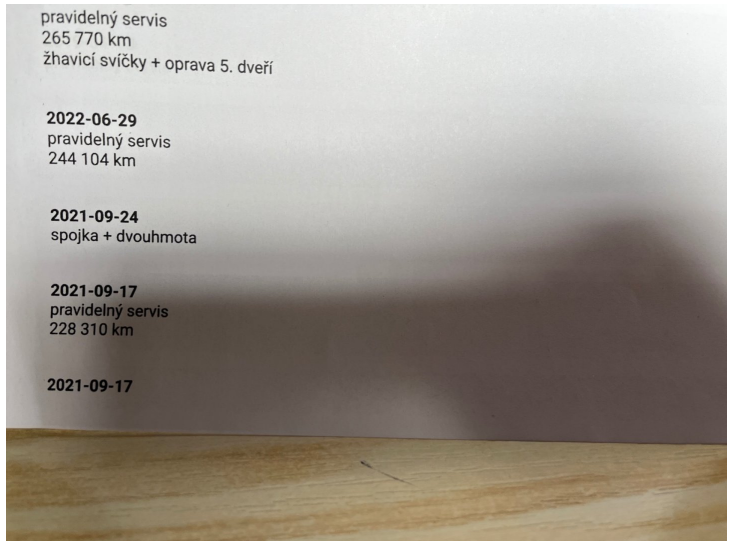 pravidelný servis
265 770 km
žhavicí svíčky + oprava 5. dveří
2022-06-29
pravidelný servis
244 104 km
2021-09-24
spojka + dvouhmota
2021-09-17
pravidelný servis
228 310 km
2021-09-17